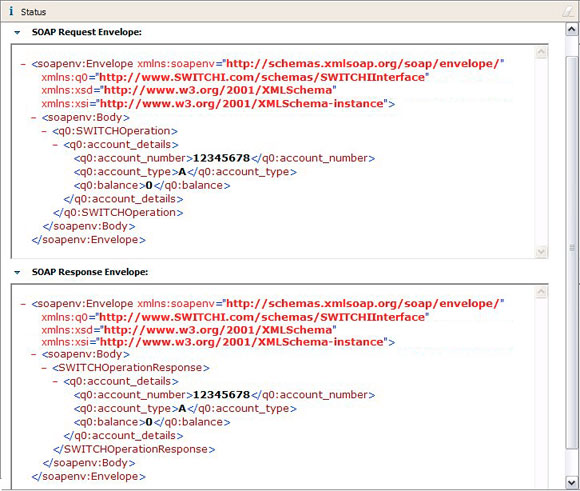 Status
SOAP Request Envelope:
− <soapenv:Envelope xmlns:soapenv="http://schemas.xmlsoap.org/soap/envelope/"
xmlns:q0="http://www.SWITCHI.com/schemas/SWITCHIInterface"
xmlns:xsd="http://www.w3.org/2001/XMLSchema"
xmlns:xsi="http://www.w3.org/2001/XMLSchema-instance">
− <soapenv:Body>
− <q0:SWITCHOperation>
− <q0:account_details>
<q0:account_number>12345678</q0:account_number>
<q0:account_type>A</q0:account_type>
<q0:balance>0</q0:balance>
</q0:account_details>
</q0:SWITCHOperation>
</soapenv:Body>
</soapenv:Envelope>
SOAP Response Envelope:
− <soapenv:Envelope xmlns:soapenv="http://schemas.xmlsoap.org/soap/envelope/"
xmlns:q0="http://www.SWITCHI.com/schemas/SWITCHIInterface"
xmlns:xsd="http://www.w3.org/2001/XMLSchema"
xmlns:xsi="http://www.w3.org/2001/XMLSchema-instance">
− <soapenv:Body>
− <SWITCHOperationResponse>
− <q0:account_details>
<q0:account_number>12345678</q0:account_number>
<q0:account_type>A</q0:account_type>
<q0:balance>0</q0:balance>
</q0:account_details>
</SWITCHOperationResponse>
</soapenv:Body>
</soapenv:Envelope>